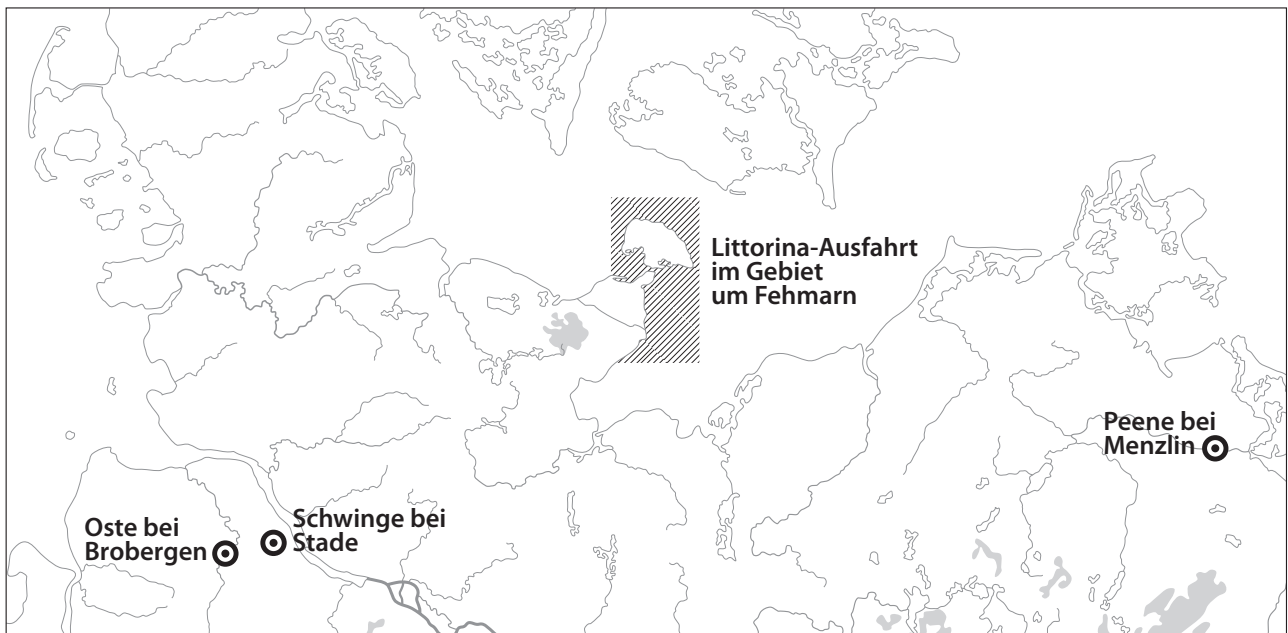 Littorina-Ausfahrt
im Gebiet
um Fehmarn
Peene bei
Menzlin
Schwinge bei
Stade
Oste bei
Brobergen